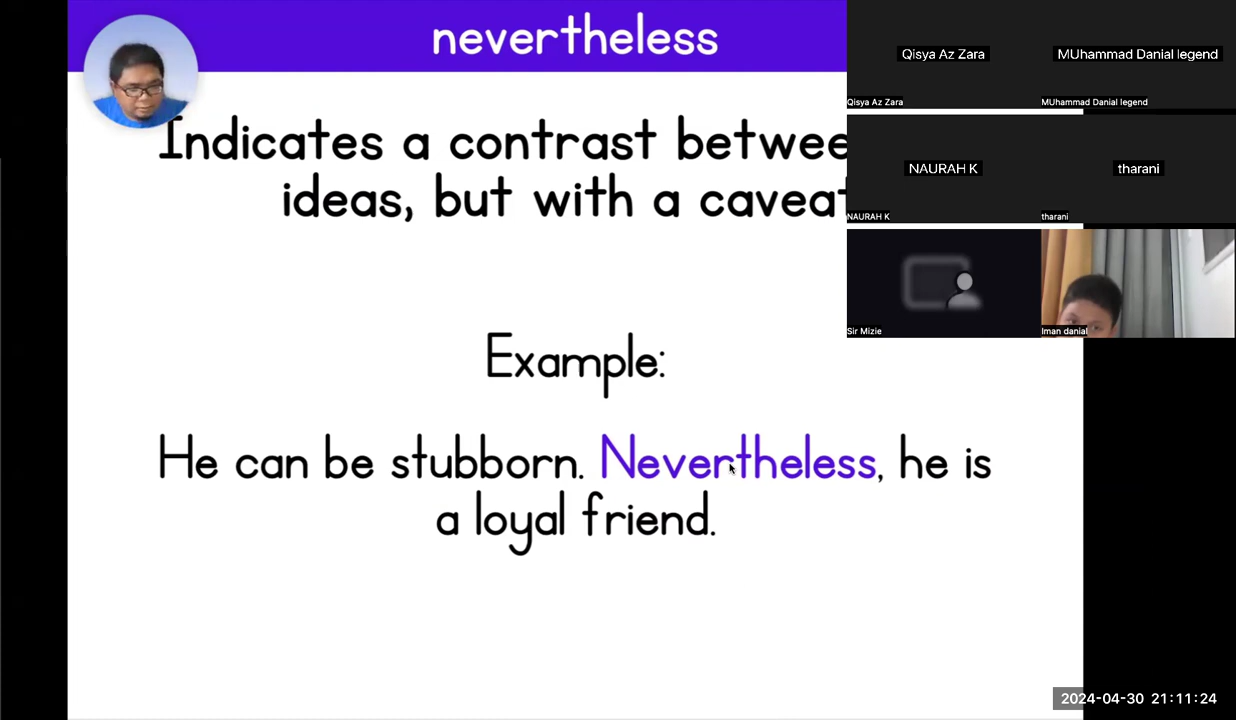 nevertheless
Indicates a contrast
ideas, but with a
Example:
He can be stubborn. Nevertheless, he is
a loyal friend.
Qisya Az Zara
MUhammad Danial legend
Qisya Az Zara
MUhammad Danial legend
NAURAH K
tharani
NAURAH K
tharani
Sir Mizie
Iman danial
2024-04-30 21:11:24